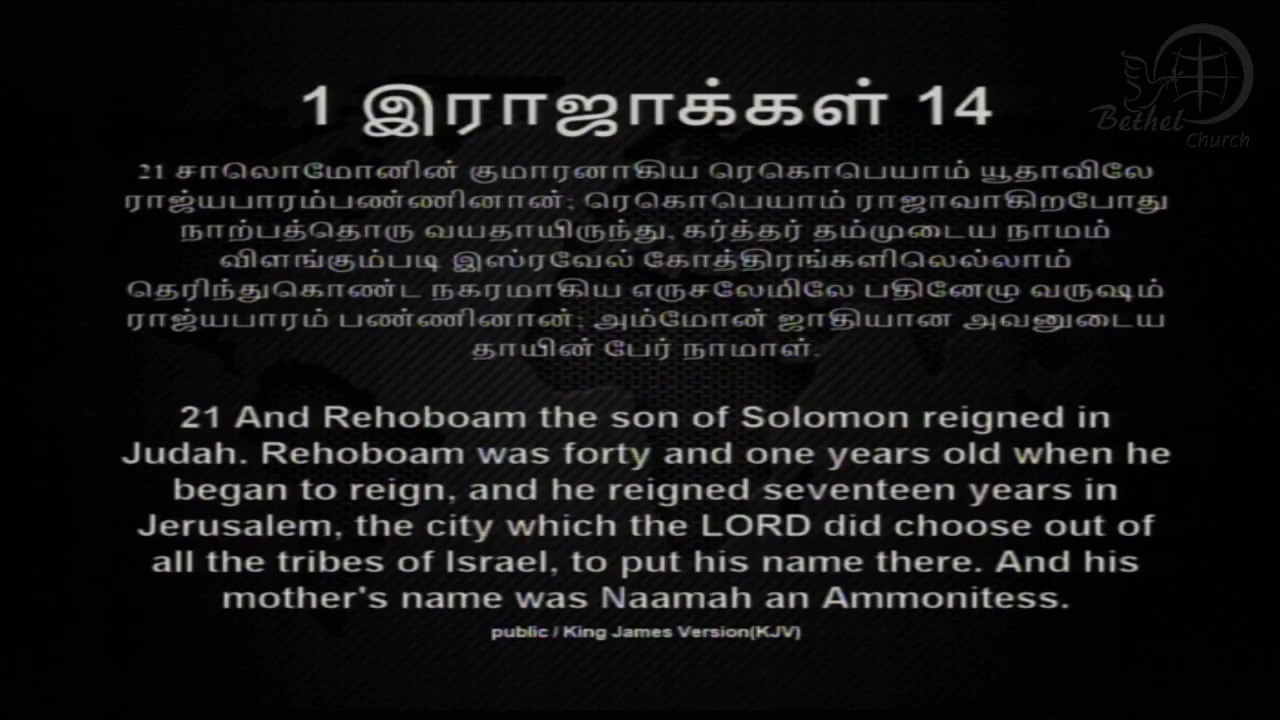 Bethel
Church
1 இராஜாக்கள் 14
21 சாலொமோனின் குமாரனாகிய ரெகொபெயாம் யூதாவிலே
ராஜ்யபாரம்பண்ணினான்; ரெகொபெயாம் ராஜாவாகிறபோது
நாற்பத்தொரு வயதாயிருந்து, கர்த்தர் தம்முடைய நாமம்
விளங்கும்படி இஸ்ரவேல் கோத்திரங்களிலெல்லாம்
தெரிந்துகொண்ட நகரமாகிய எருசலேமிலே பதினேழு வருஷம்
ராஜ்யபாரம் பண்ணினான்; அம்மோன் ஜாதியான அவனுடைய
தாயின் பேர் நாமாள்.
21 And Rehoboam the son of Solomon reigned in
Judah. Rehoboam was forty and one years old when he
began to reign, and he reigned seventeen years in
Jerusalem, the city which the LORD did choose out of
all the tribes of Israel, to put his name there. And his
mother's name was Naamah an Ammonitess.
public / King James Version(KJV)